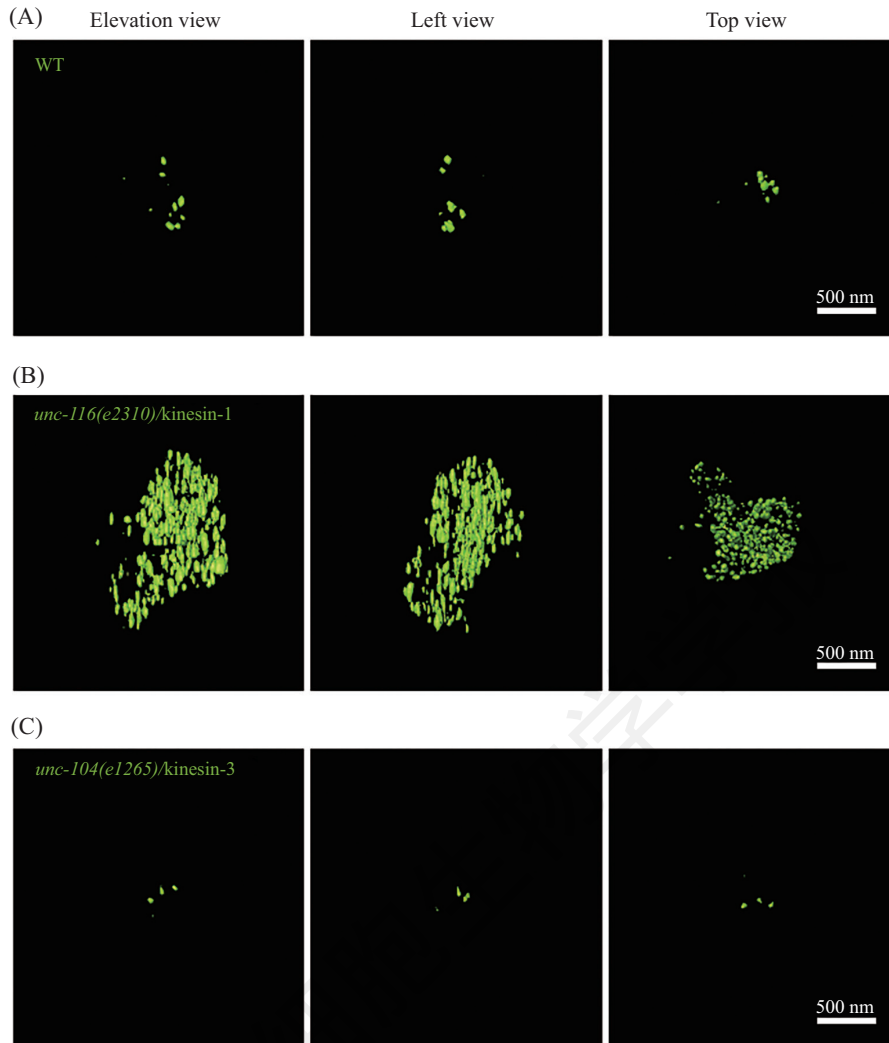 (A)
Elevation view
Left view
Top view
WT
500 nm
(B)
unc-116(e2310)/kinesin-1
500 nm
(C)
unc-104(e1265)/kinesin-3
500 nm